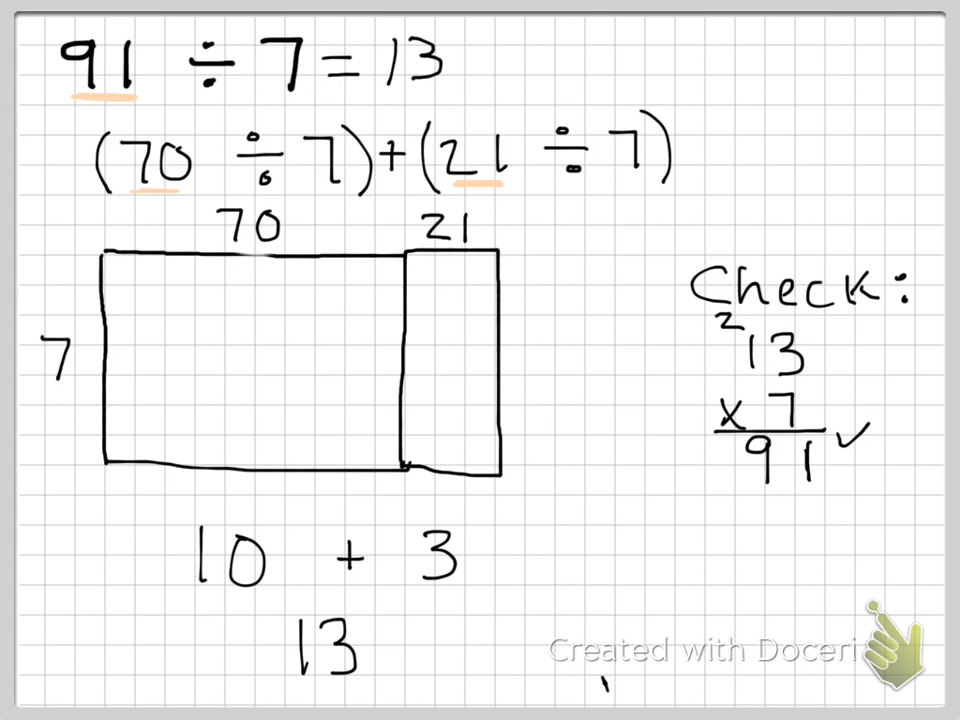 91 ÷ 7 = 13
(70 ÷ 7) + (21 ÷ 7)
70 21
7
10 + 3
13
Check:
2
13
x 7
91 ✓
Created with Doceri